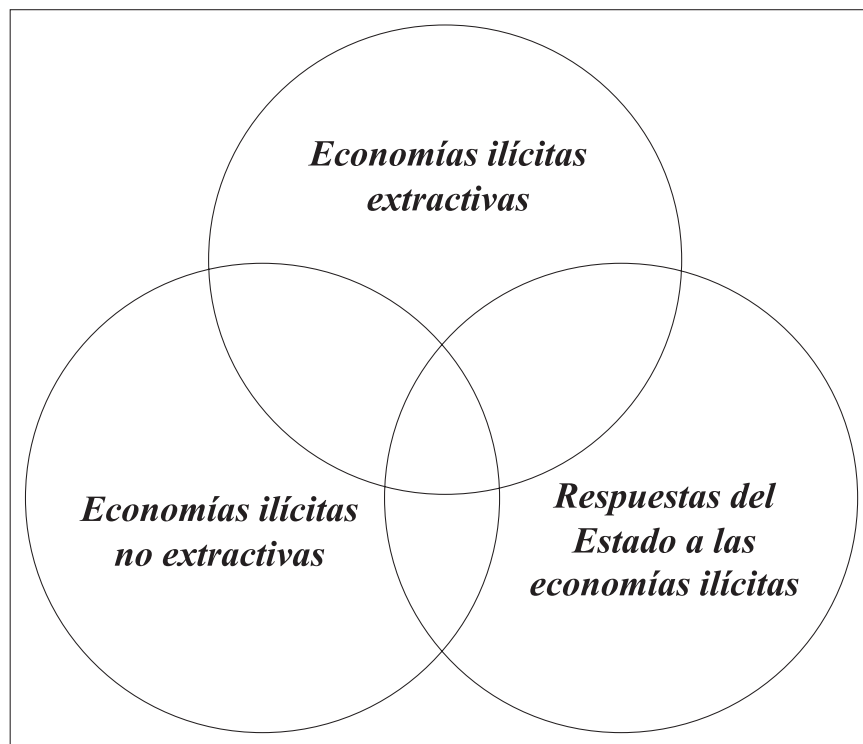 Economías ilícitas
extractivas
Economías ilícitas
no extractivas
Respuestas del
Estado a las
economías ilícitas